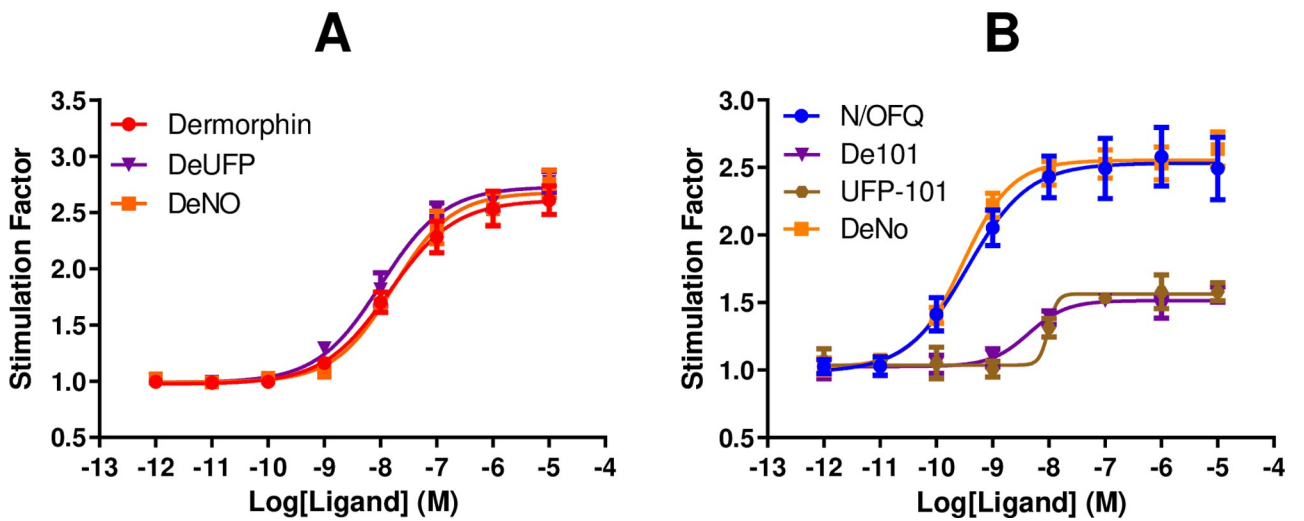 A
3.5
3.0
2.5
2.0
1.5
1.0
0.5
Stimulation Factor
Dermorphin
DeUFP
DeNO
-13 -12 -11 -10 -9 -8 -7 -6 -5 -4
Log[Ligand] (M)
B
3.0
2.5
2.0
1.5
1.0
0.5
Stimulation Factor
N/OFQ
De101
UFP-101
DeNo
-13 -12 -11 -10 -9 -8 -7 -6 -5 -4
Log[Ligand] (M)